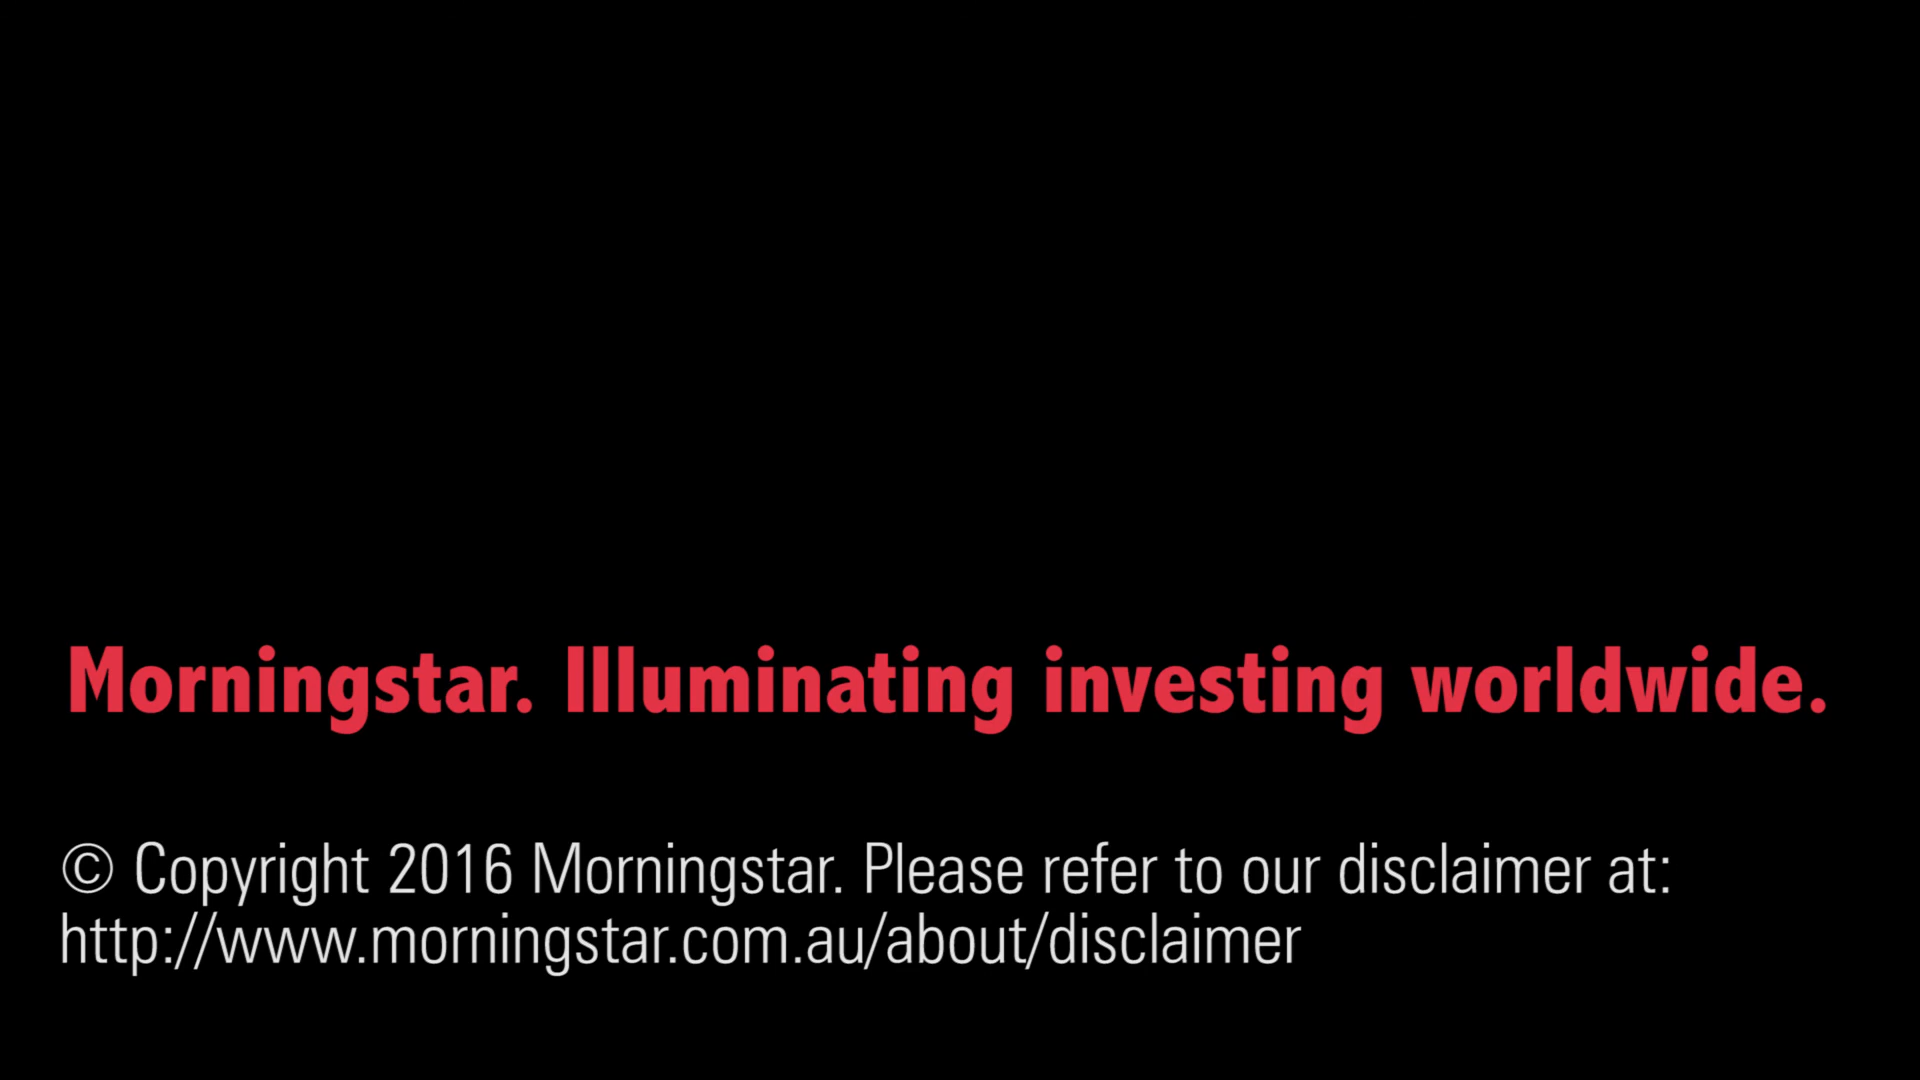 Morningstar. Illuminating investing worldwide.
© Copyright 2016 Morningstar. Please refer to our disclaimer at:
http://www.morningstar.com.au/about/disclaimer